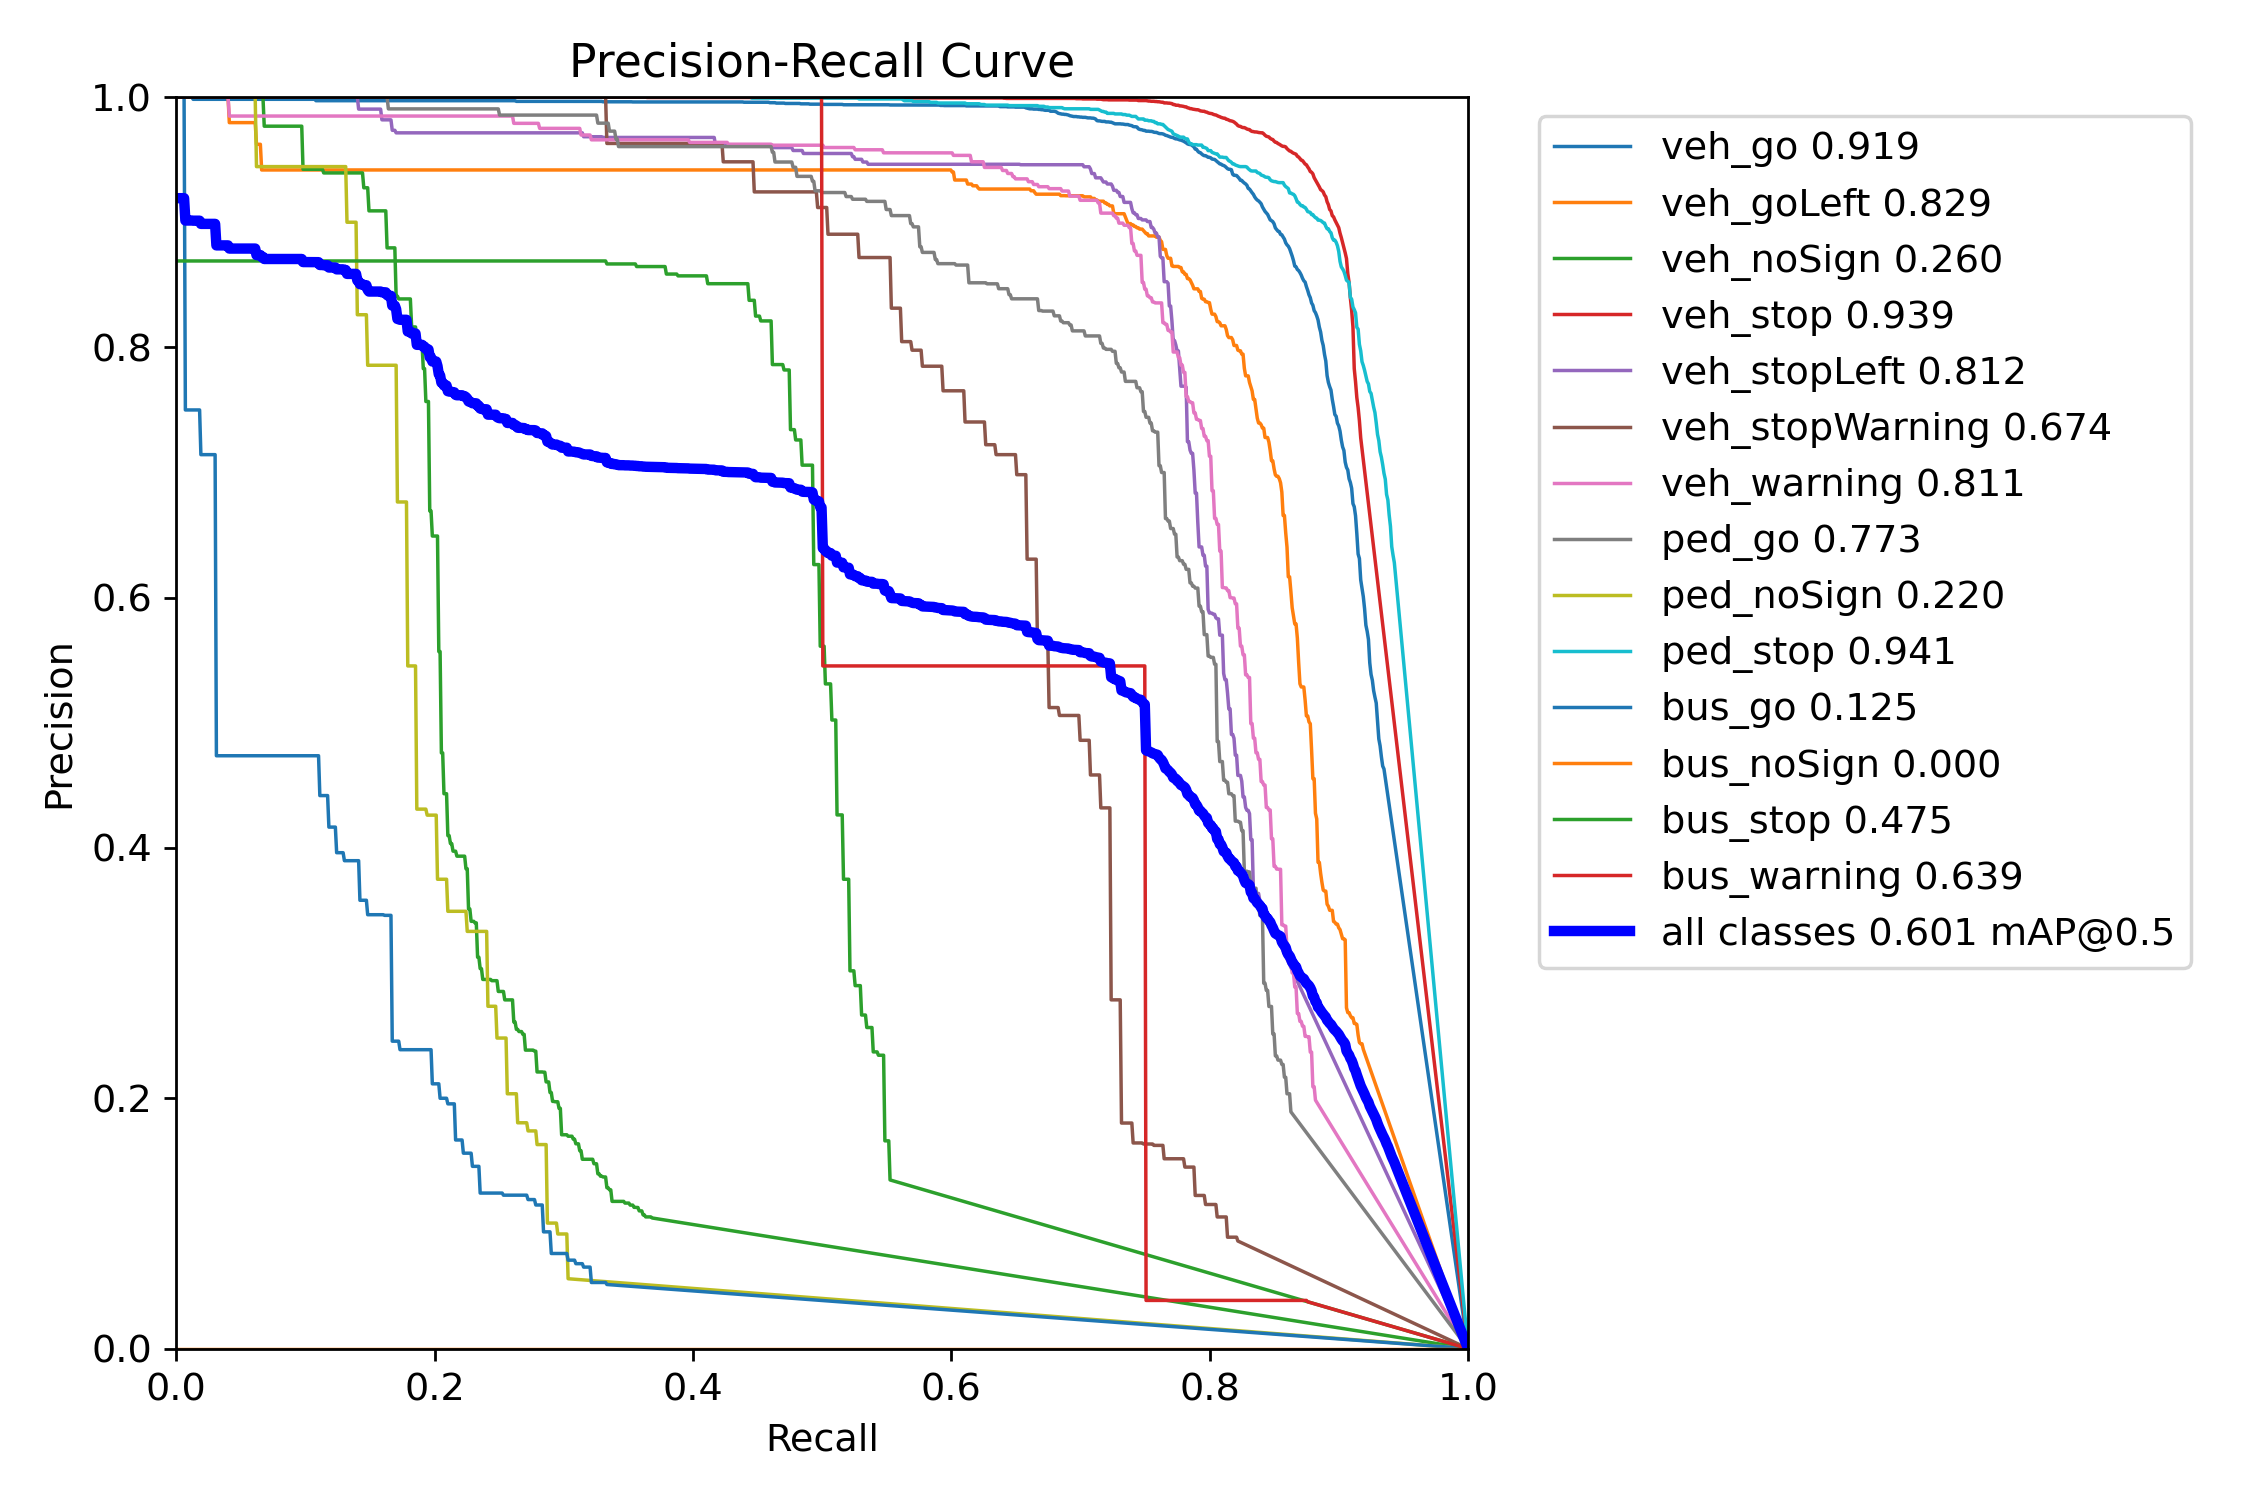 Precision-Recall Curve
1.0
0.8
0.6
0.4
0.2
0.0
Precision
0.0 0.2 0.4 0.6 0.8 1.0
Recall
veh_go 0.919
veh_goLeft 0.829
veh_noSign 0.260
veh_stop 0.939
veh_stopLeft 0.812
veh_stopWarning 0.674
veh_warning 0.811
ped_go 0.773
ped_noSign 0.220
ped_stop 0.941
bus_go 0.125
bus_noSign 0.000
bus_stop 0.475
bus_warning 0.639
all classes 0.601 mAP@0.5